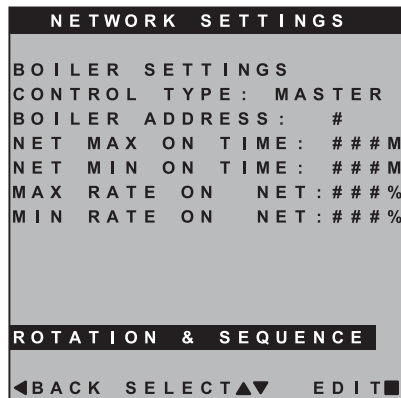 NETWORK SETTINGS
BOILER SETTINGS
CONTROL TYPE: MASTER
BOILER ADDRESS: #
NET MAX ON TIME: ###M
NET MIN ON TIME: ###M
MAX RATE ON NET:###%
MIN RATE ON NET:###%
ROTATION & SEQUENCE
◀BACK SELECT▲▼ EDIT■